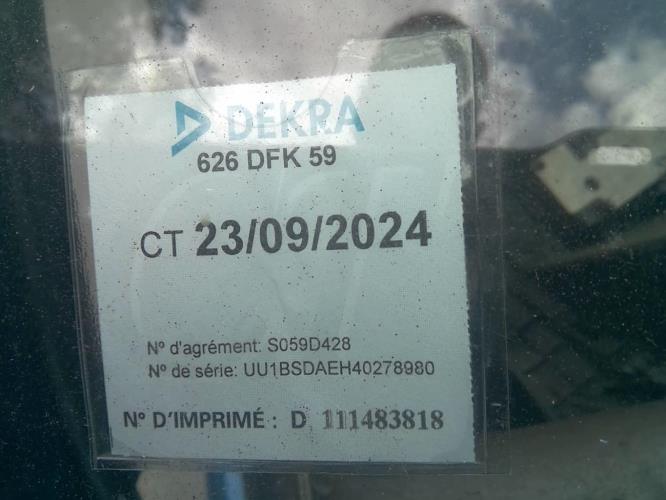 DEKRA
626 DFK 59
CT 23/09/2024
N° d'agrément: S059D428
N° de série: UU1BSDAEH40278980
N° D'IMPRIMÉ : D 111483818